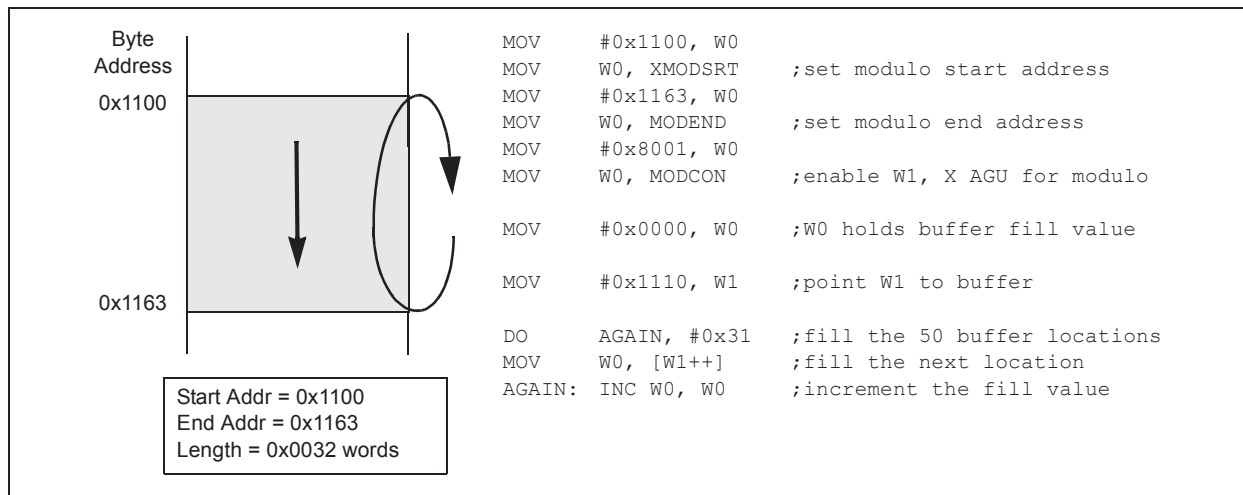 Byte
Address
0x1100
0x1163
Start Addr = 0x1100
End Addr = 0x1163
Length = 0x0032 words
MOV #0x1100, W0
MOV W0, XMODSRT ;set modulo start address
MOV #0x1163, W0
MOV W0, MODEND ;set modulo end address
MOV #0x8001, W0
MOV W0, MODCON ;enable W1, X AGU for modulo
MOV #0x0000, W0 ;W0 holds buffer fill value
MOV #0x1110, W1 ;point W1 to buffer
DO AGAIN, #0x31 ;fill the 50 buffer locations
MOV W0, [W1++] ;fill the next location
AGAIN: INC W0, W0 ;increment the fill value